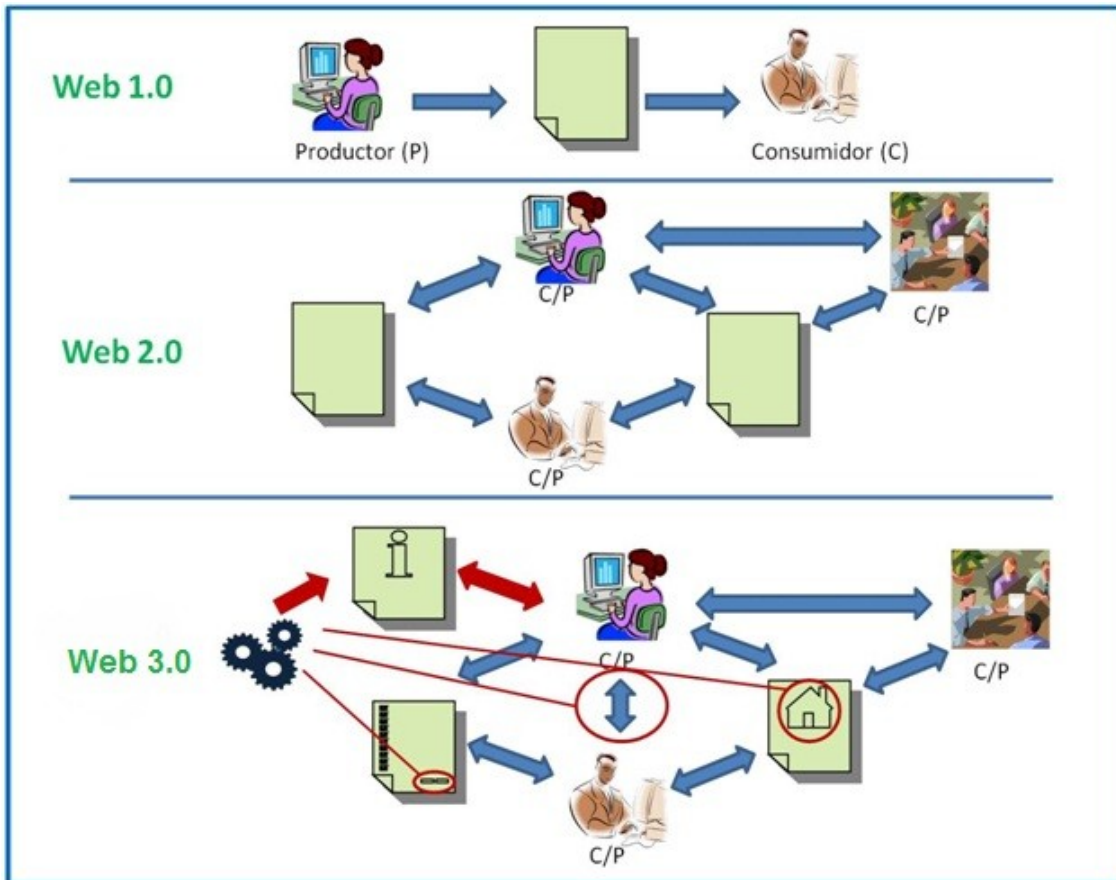 Web 1.0
Productor (P)
Consumidor (C)
Web 2.0
C/P
C/P
C/P
Web 3.0
i
C/P
C/P
C/P